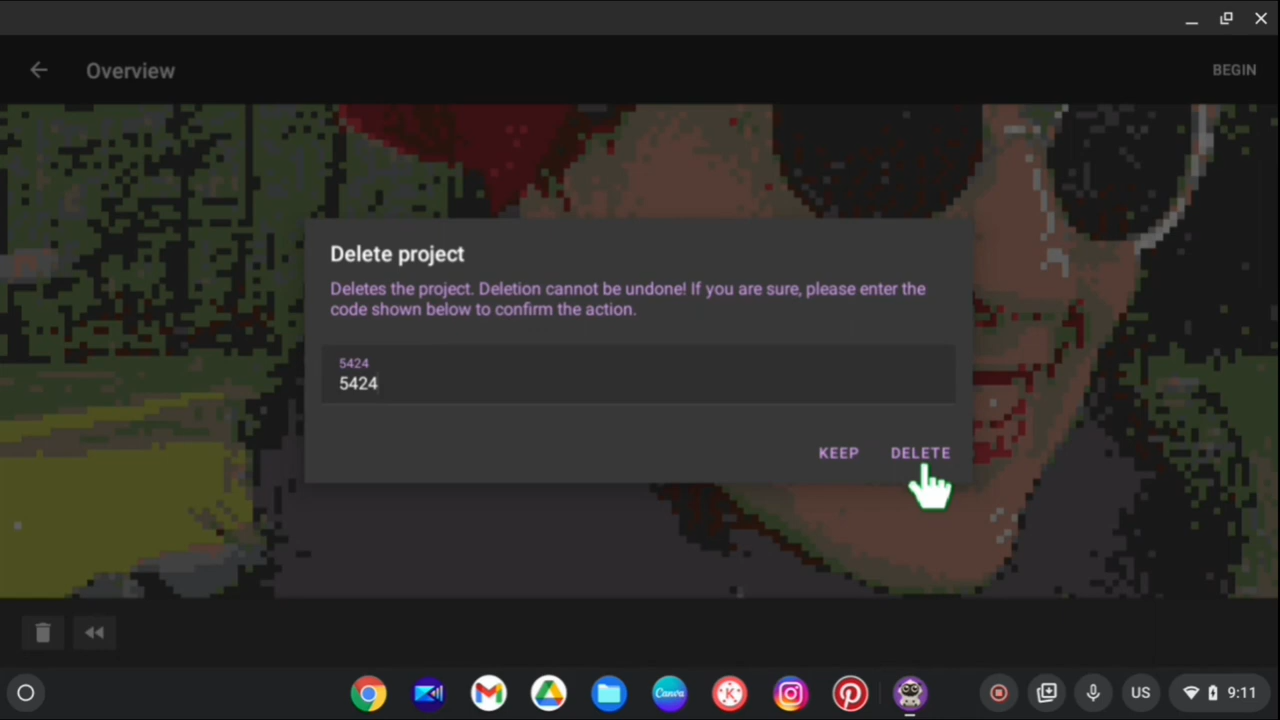 Overview
BEGIN
Delete project
Deletes the project. Deletion cannot be undone! If you are sure, please enter the
code shown below to confirm the action.
5424
5424
KEEP
DELETE
Canva
K
US
9:11